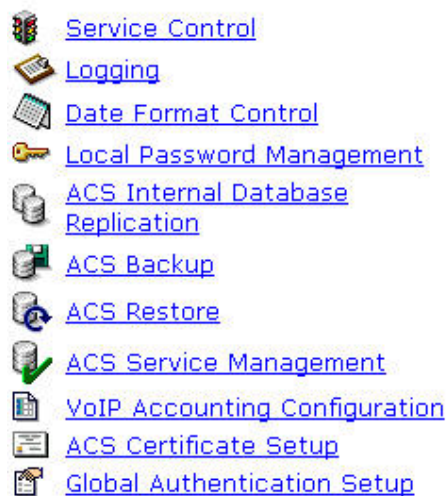 Service Control
Logging
Date Format Control
Local Password Management
ACS Internal Database
Replication
ACS Backup
ACS Restore
ACS Service Management
VoIP Accounting Configuration
ACS Certificate Setup
Global Authentication Setup